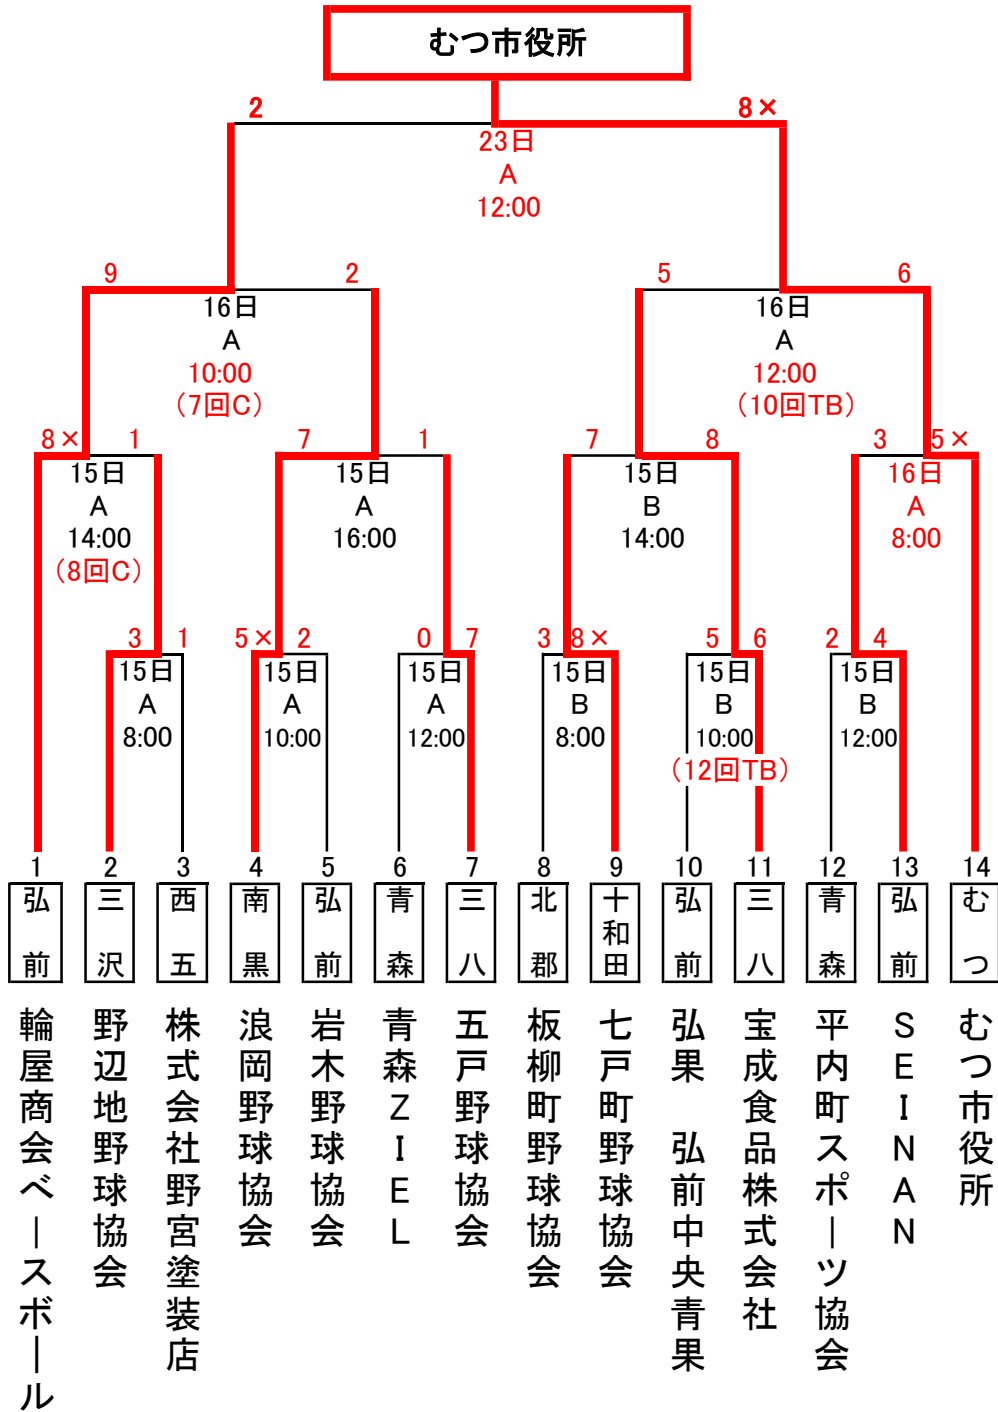 むつ市役所
2 8×
23日
A
12:00
9 2 5 6
16日 16日
A A
10:00 12:00
（7回C） （10回TB）
8× 1 7 1 7 8 3 5×
15日 15日 15日 16日
A A B A
14:00 16:00 14:00 8:00
（8回C）
3 1 5× 2 0 7 3 8× 5 6 2 4
15日 15日 15日 15日 15日 15日
A A A B B B
8:00 10:00 12:00 8:00 10:00 12:00
（12回TB）
1 2 3 4 5 6 7 8 9 10 11 12 13 14
弘前
三沢
西五
南黒
弘前
青森
三八
北郡
十和田
弘前
三八
青森
弘前
むつ
輪屋商会ベースボール
野辺地野球協会
株式会社野宮塗装店
浪岡野球協会
岩木野球協会
青森ZIEL
五戸野球協会
板柳町野球協会
七戸町野球協会
弘果 弘前中央青果
宝成食品株式会社
平内町スポーツ協会
SEINAN
むつ市役所